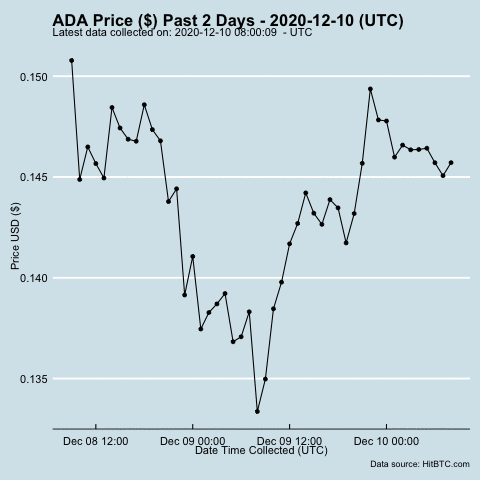 ADA Price ($) Past 2 Days - 2020-12-10 (UTC)
Latest data collected on: 2020-12-10 08:00:09  - UTC
0.150
0.145
0.140
0.135
Price USD ($)
Dec 08 12:00 Dec 09 00:00 Dec 09 12:00 Dec 10 00:00
Date Time Collected (UTC)
Data source: HitBTC.com